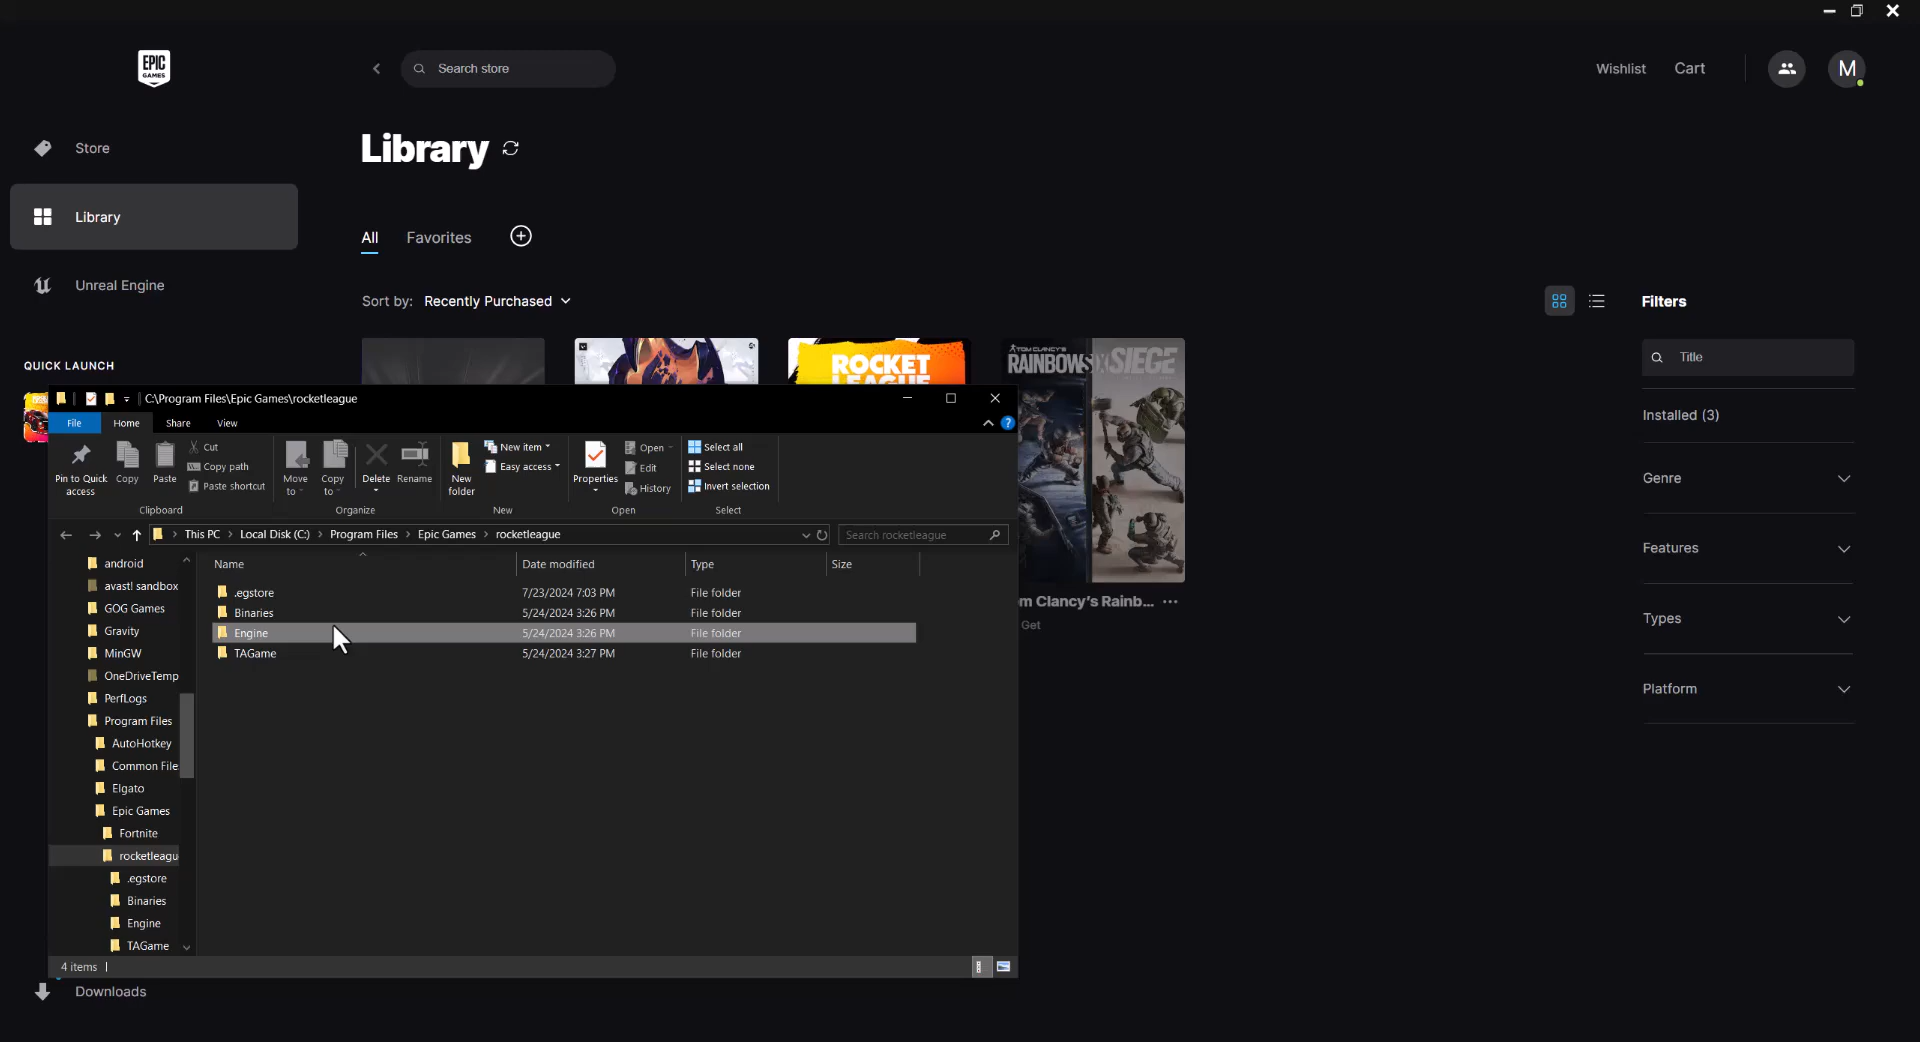 EPIC
GAMES
Search store
Wishlist
Cart
M
Store
Library
Unreal Engine
QUICK LAUNCH
Downloads
Library
All
Favorites
Sort by: Recently Purchased
ROCKET
LEAGUE
TOM CLANCY'S
RAINBOW SIX SIEGE
m Clancy's Rainb...
Get
Filters
Title
Installed (3)
Genre
Features
Types
Platform
C:\Program Files\Epic Games\rocketleague
File
Home
Share
View
Pin to Quick
access
Copy
Paste
Cut
Copy path
Paste shortcut
Clipboard
Move
to
Copy
to
Delete
Rename
Organize
New
folder
New item
Easy access
New
Properties
Open
Edit
History
Open
Select all
Select none
Invert selection
Select
This PC > Local Disk (C:) > Program Files > Epic Games > rocketleague
Search rocketleague
android
avast! sandbox
GOG Games
Gravity
MinGW
OneDriveTemp
PerfLogs
Program Files
AutoHotkey
Common File
Elgato
Epic Games
Fortnite
rocketleagu
.egstore
Binaries
Engine
TAGame
Name Date modified Type Size
.egstore 7/23/2024 7:03 PM File folder
Binaries 5/24/2024 3:26 PM File folder
Engine 5/24/2024 3:26 PM File folder
TAGame 5/24/2024 3:27 PM File folder
4 items